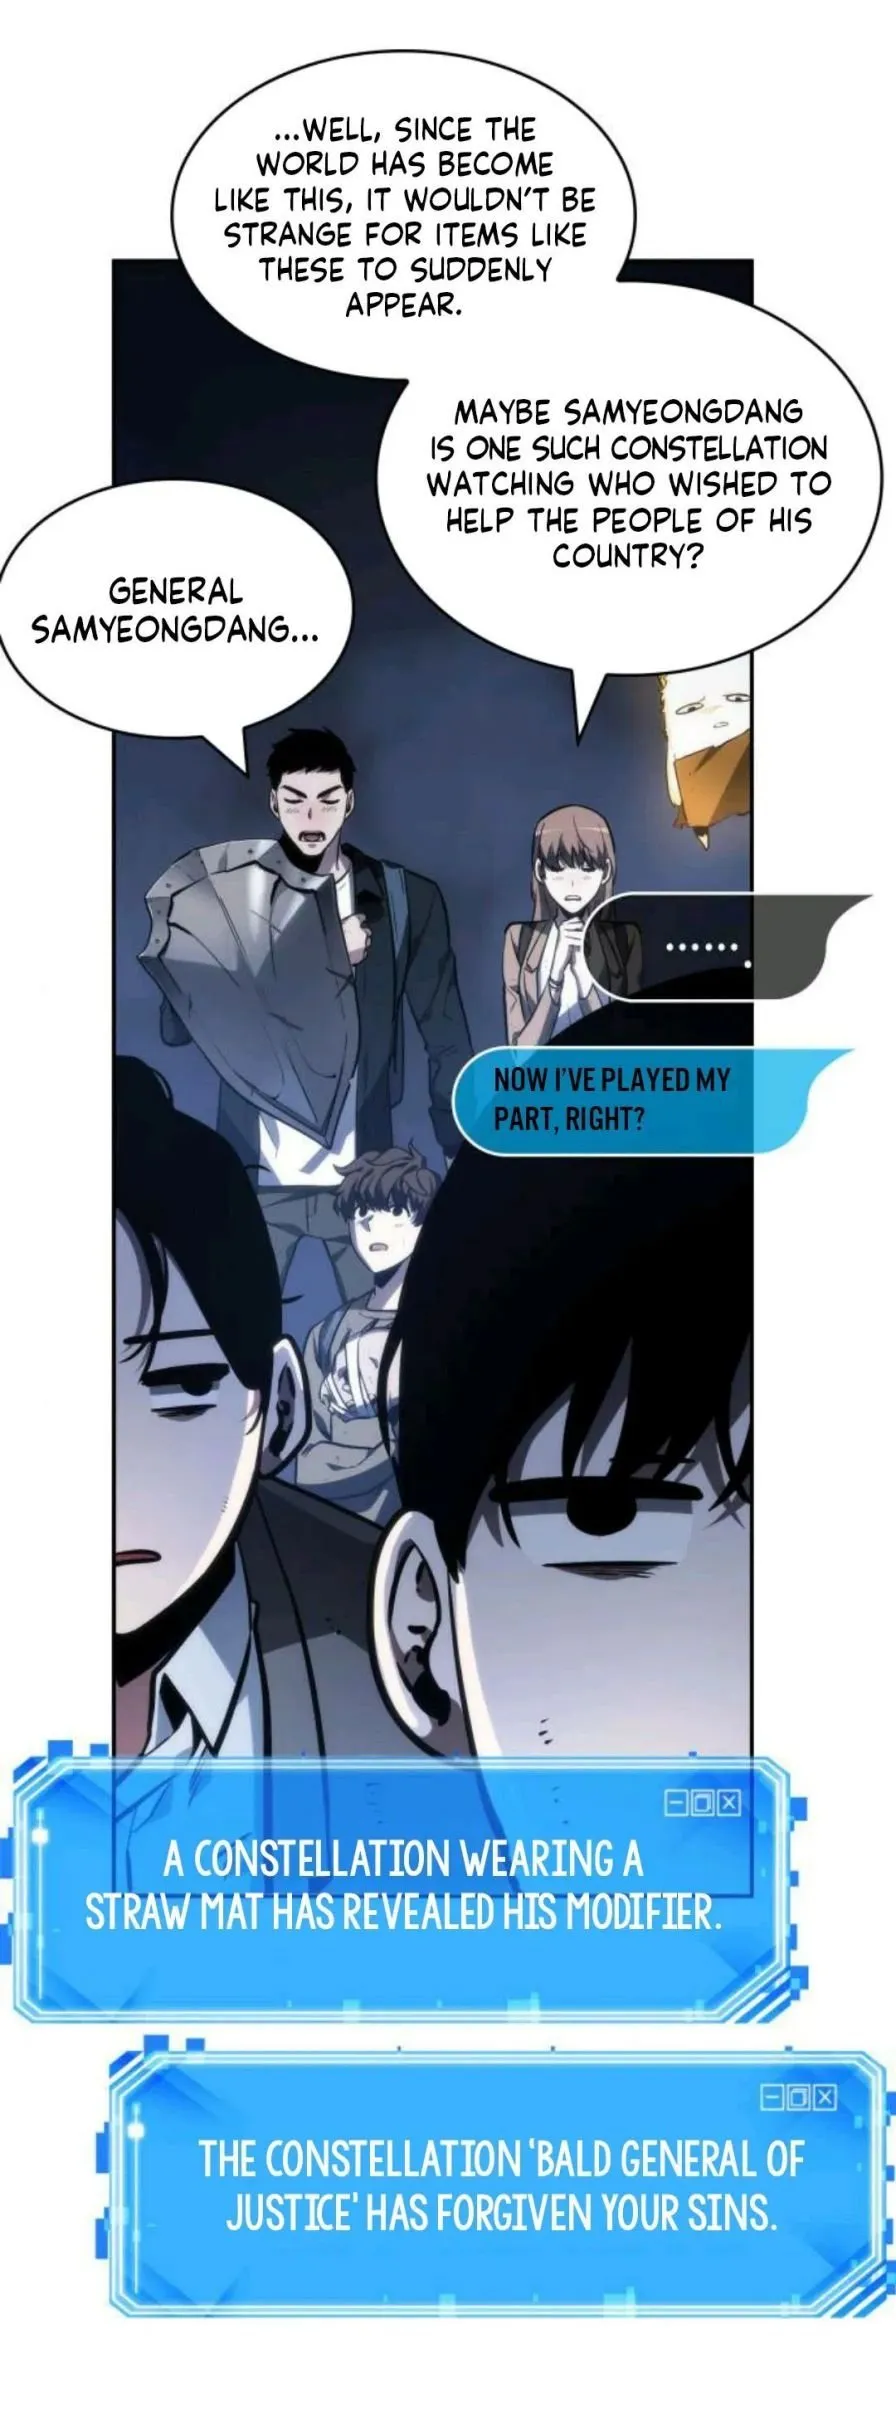 ...WELL, SINCE THE
WORLD HAS BECOME
LIKE THIS, IT WOULDN'T BE
STRANGE FOR ITEMS LIKE
THESE TO SUDDENLY
APPEAR.
MAYBE SAMYEONGDANG
IS ONE SUCH CONSTELLATION
WATCHING WHO WISHED TO
HELP THE PEOPLE OF HIS
COUNTRY?
GENERAL
SAMYEONGDANG...
.......
NOW I'VE PLAYED MY
PART, RIGHT?
A CONSTELLATION WEARING A
STRAW MAT HAS REVEALED HIS MODIFIER.
THE CONSTELLATION 'BALD GENERAL OF
JUSTICE' HAS FORGIVEN YOUR SINS.